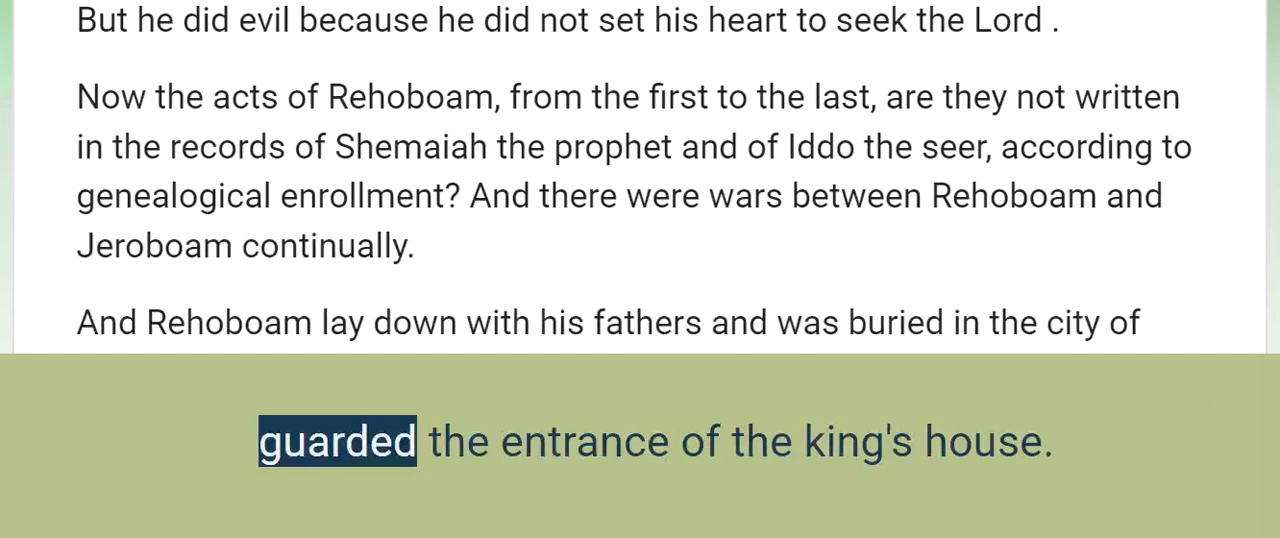 But he did evil because he did not set his heart to seek the Lord .
Now the acts of Rehoboam, from the first to the last, are they not written
in the records of Shemaiah the prophet and of Iddo the seer, according to
genealogical enrollment? And there were wars between Rehoboam and
Jeroboam continually.
And Rehoboam lay down with his fathers and was buried in the city of
guarded the entrance of the king's house.